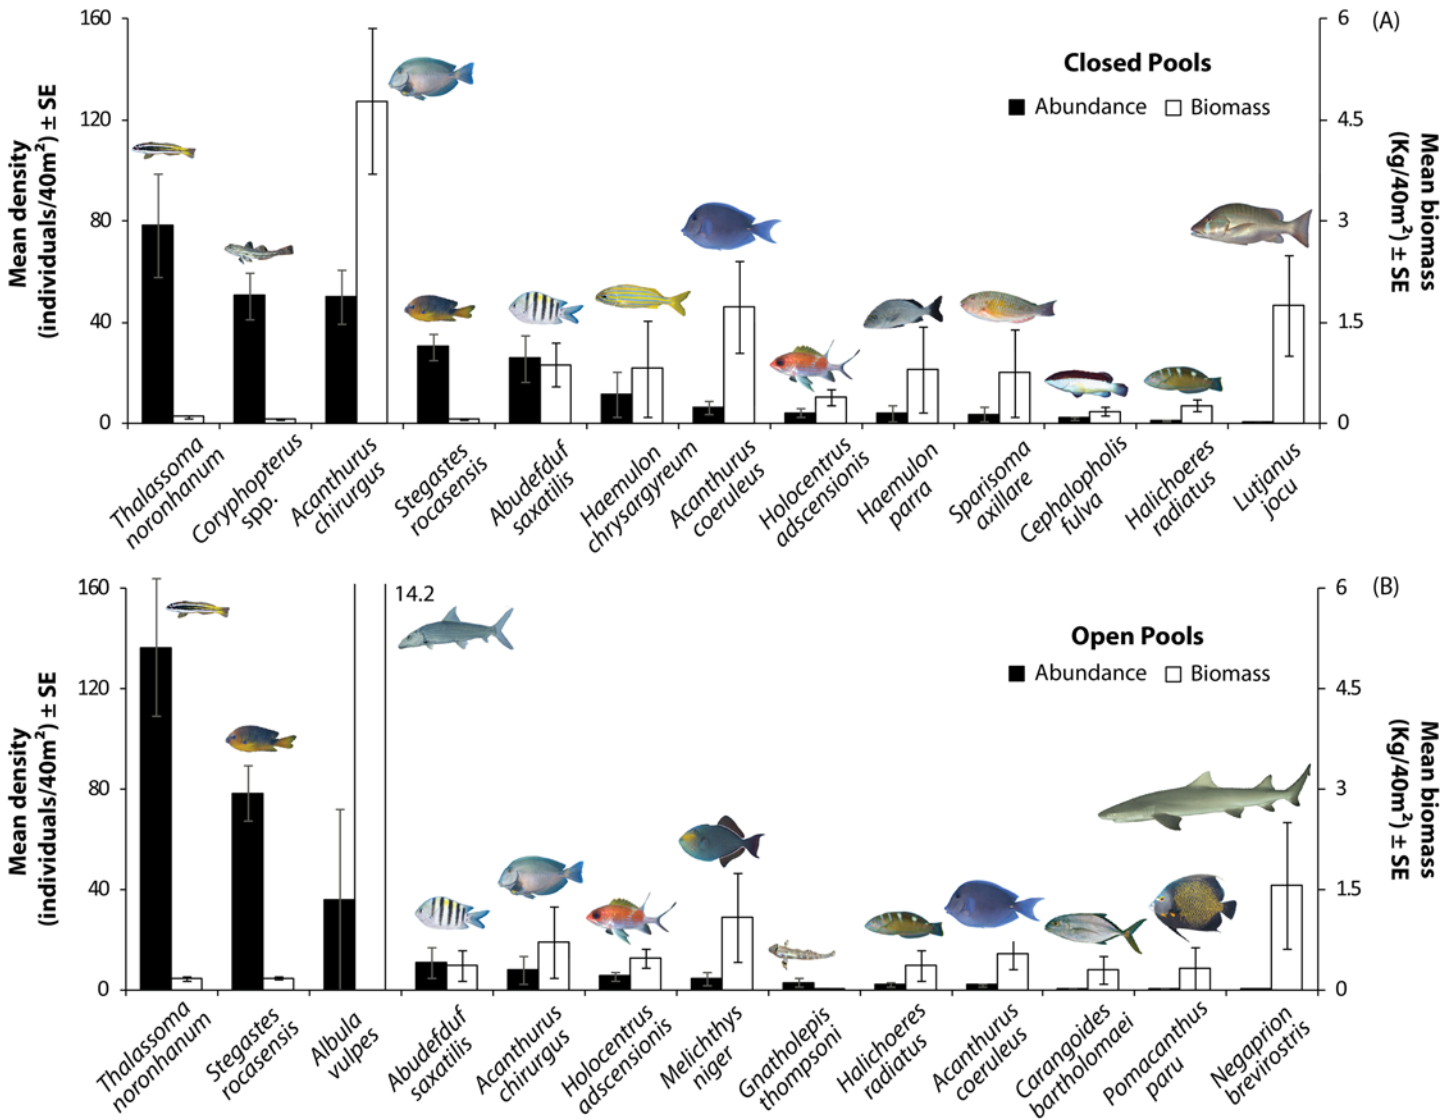 (A)
Closed Pools
Abundance
Biomass
Mean density
(individuals/40m²) ± SE
160
120
80
40
0
6
4.5
3
1.5
0
Mean biomass
(Kg/40m²) ± SE
Thalassoma
noronhanum
Coryphopterus
spp.
Acanthurus
chirurgus
Stegastes
rocasensis
Abudefduf
saxatilis
Haemulon
chrysargyreum
Acanthurus
coeruleus
Holocentrus
adscensionis
Haemulon
parra
Sparisoma
axillare
Cephalopholis
fulva
Halichoeres
radiatus
Lutjanus
jocu
(B)
Open Pools
Abundance
Biomass
14.2
Mean density
(individuals/40m²) ± SE
160
120
80
40
0
6
4.5
3
1.5
0
Mean biomass
(Kg/40m²) ± SE
Thalassoma
noronhanum
Stegastes
rocasensis
Albula
vulpes
Abudefduf
saxatilis
Acanthurus
chirurgus
Holocentrus
adscensionis
Melichthys
niger
Gnatholepis
thompsoni
Halichoeres
radiatus
Acanthurus
coeruleus
Carangoides
bartholomaei
Pomacanthus
paru
Negaprion
brevirostris